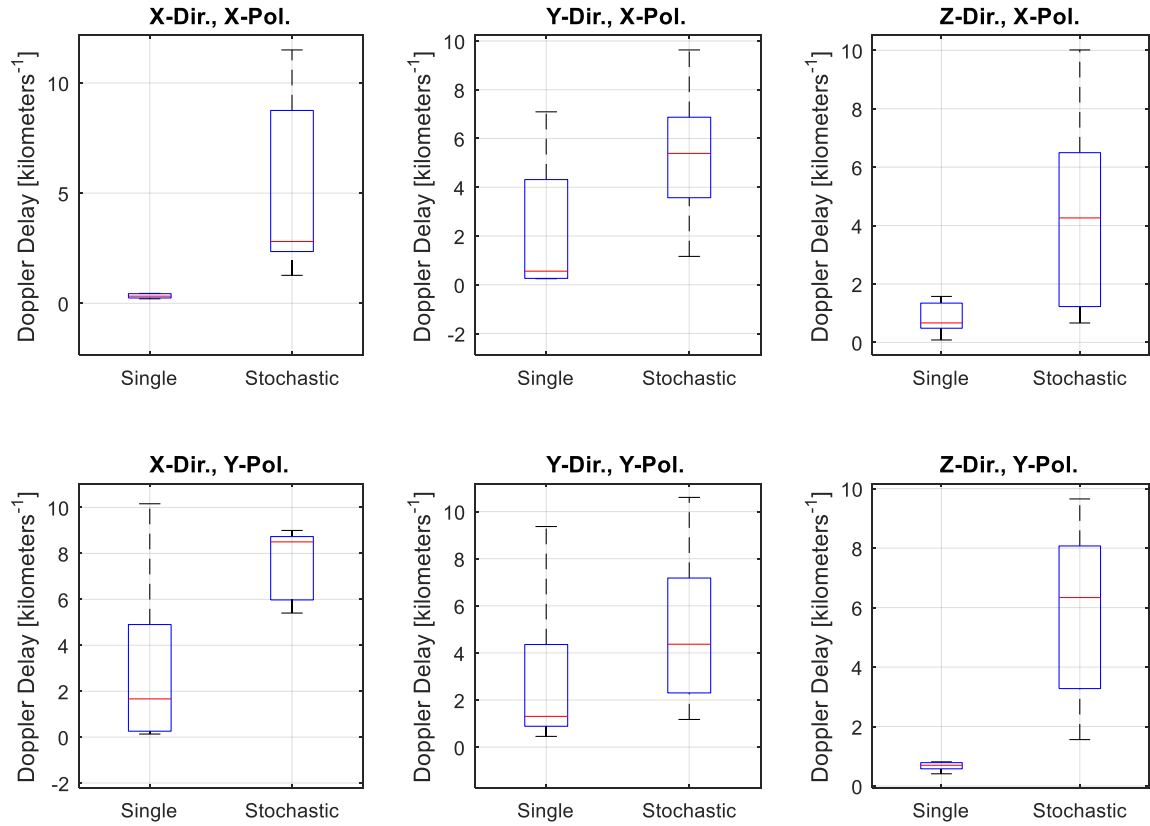 X-Dir., X-Pol.
Doppler Delay [kilometers-1]
10
5
0
Single Stochastic
Y-Dir., X-Pol.
Doppler Delay [kilometers-1]
10
8
6
4
2
0
-2
Single Stochastic
Z-Dir., X-Pol.
Doppler Delay [kilometers-1]
10
8
6
4
2
0
Single Stochastic
X-Dir., Y-Pol.
Doppler Delay [kilometers-1]
10
8
6
4
2
0
-2
Single Stochastic
Y-Dir., Y-Pol.
Doppler Delay [kilometers-1]
10
8
6
4
2
0
Single Stochastic
Z-Dir., Y-Pol.
Doppler Delay [kilometers-1]
10
8
6
4
2
0
Single Stochastic